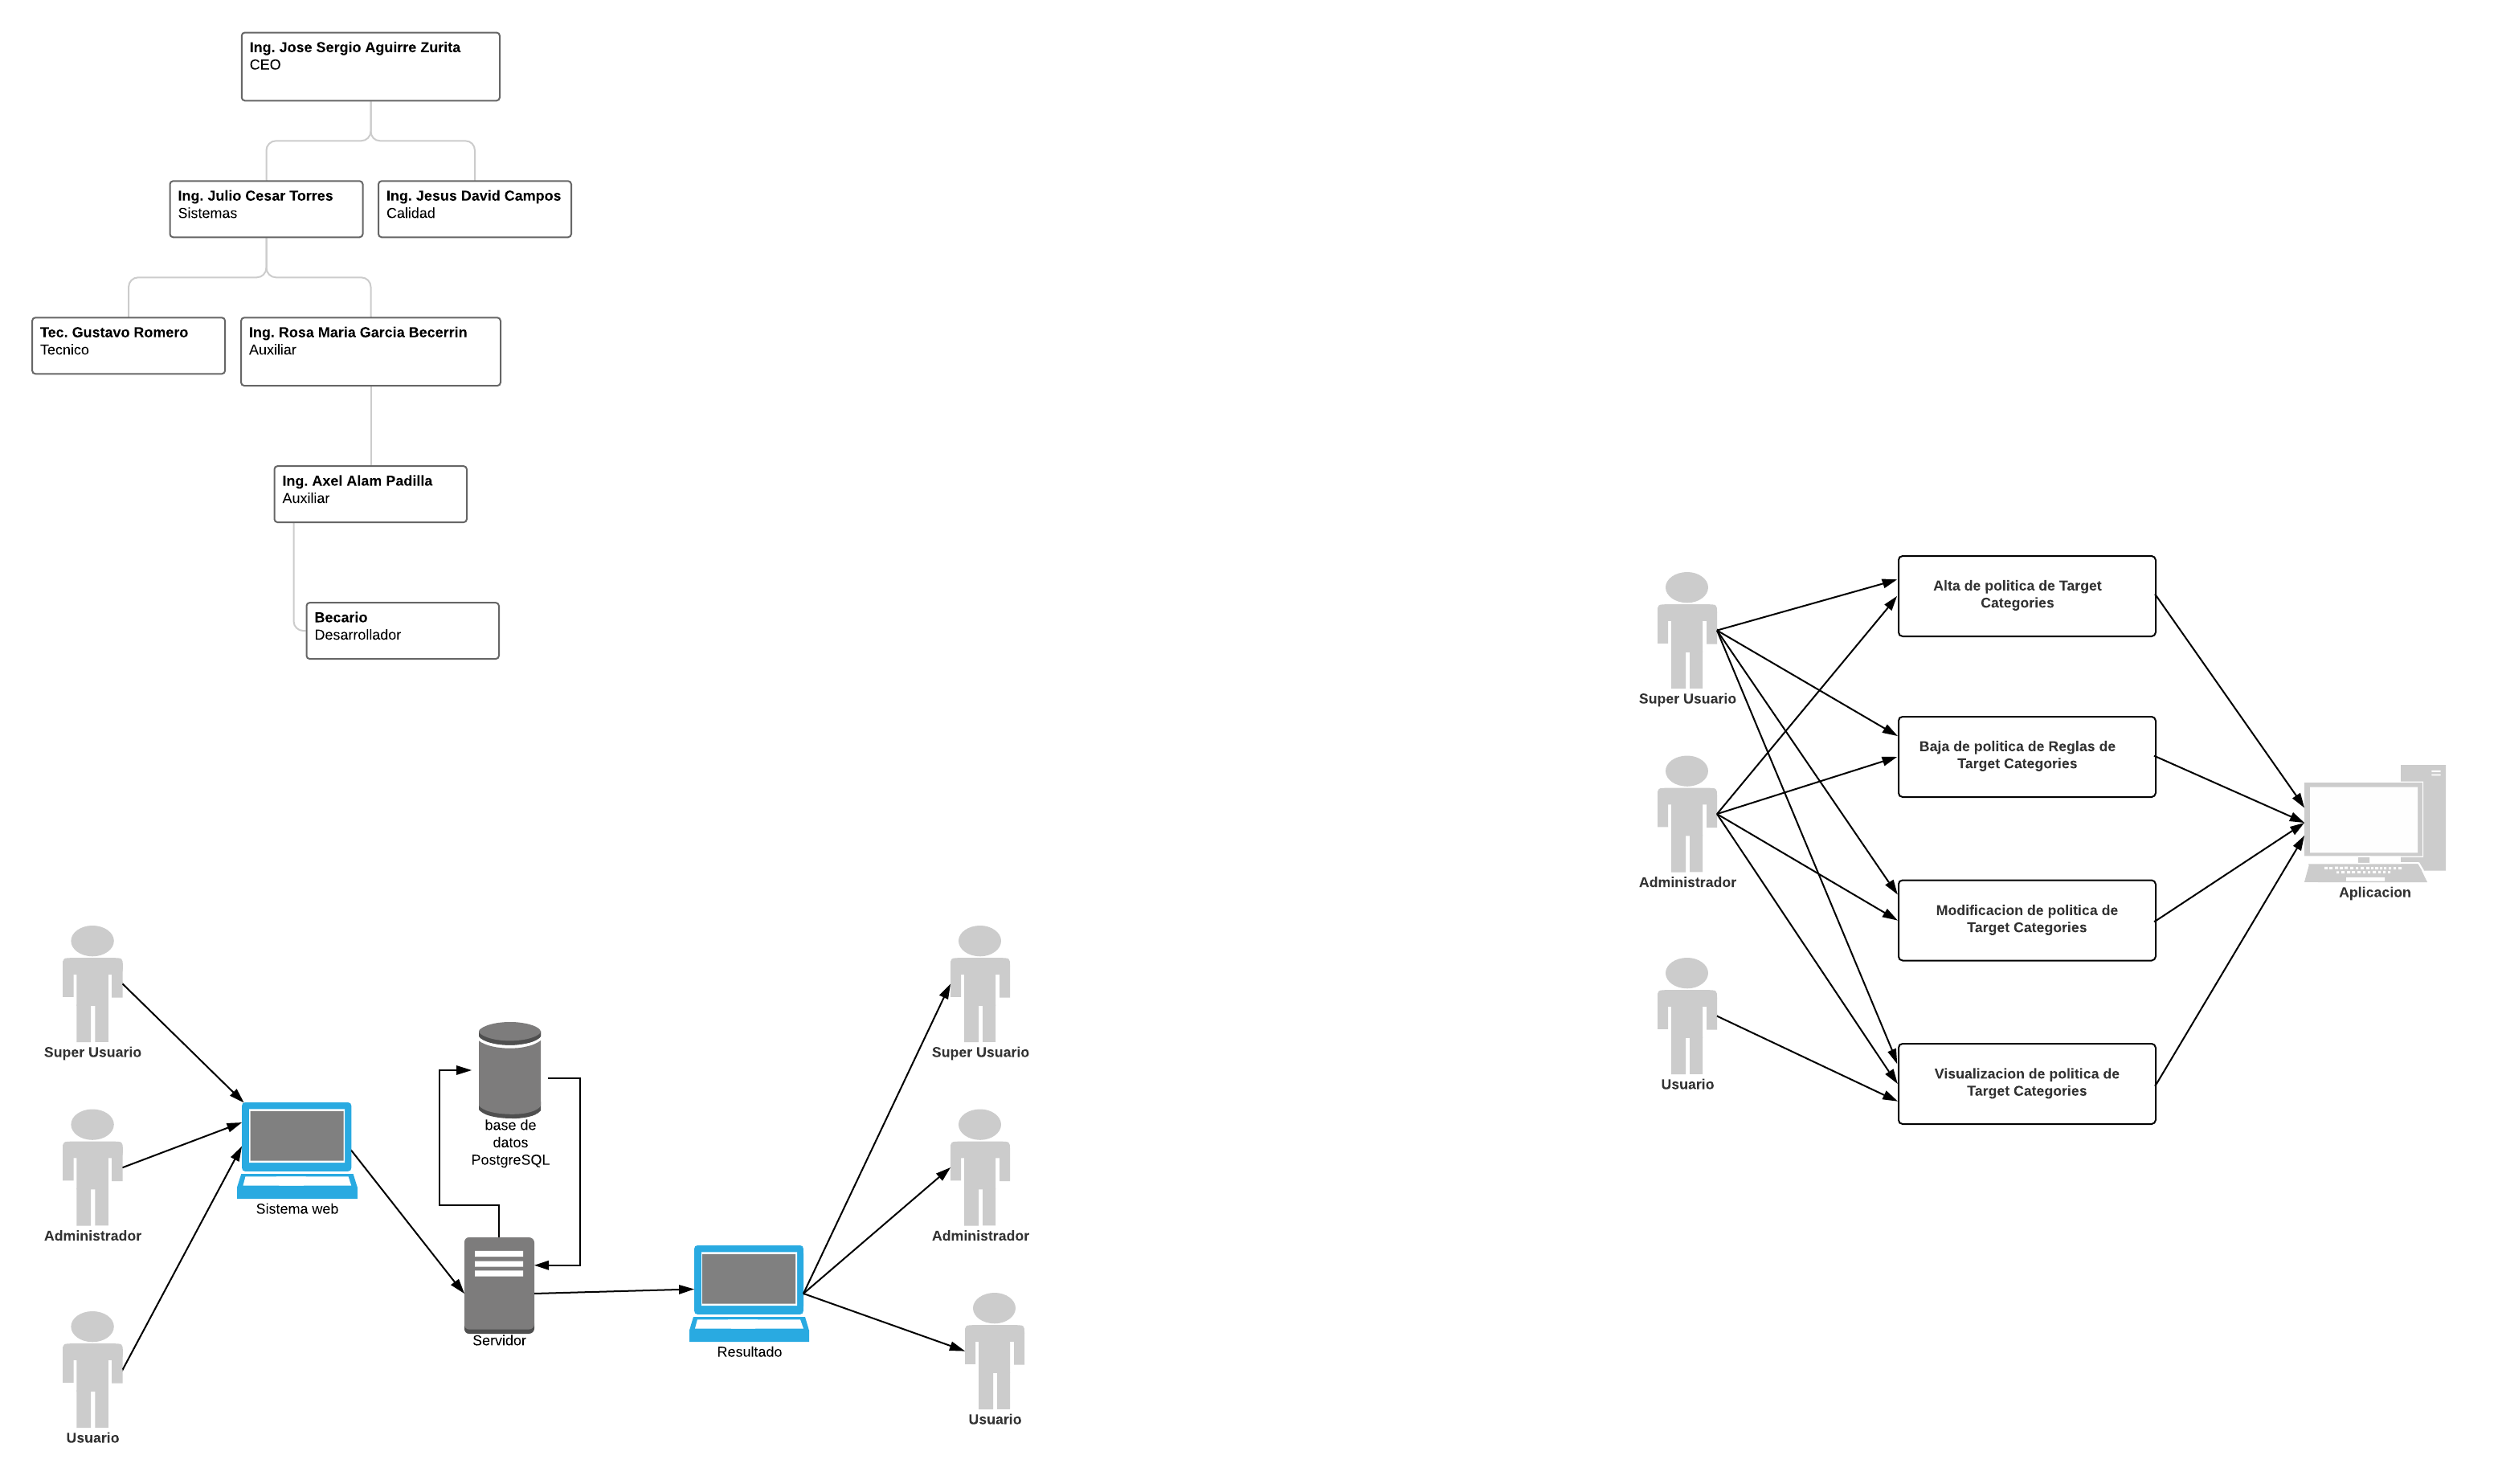 Ing. Jose Sergio Aguirre Zurita
CEO
Ing. Julio Cesar Torres
Sistemas
Ing. Jesus David Campos
Calidad
Tec. Gustavo Romero
Tecnico
Ing. Rosa Maria Garcia Becerrin
Auxiliar
Ing. Axel Alam Padilla
Auxiliar
Becario
Desarrollador
Super Usuario
Administrador
Usuario
Sistema web
base de
datos
PostgreSQL
Servidor
Resultado
Super Usuario
Administrador
Usuario
Super Usuario
Administrador
Usuario
Alta de politica de Target
Categories
Baja de politica de Reglas de
Target Categories
Modificacion de politica de
Target Categories
Visualizacion de politica de
Target Categories
Aplicacion